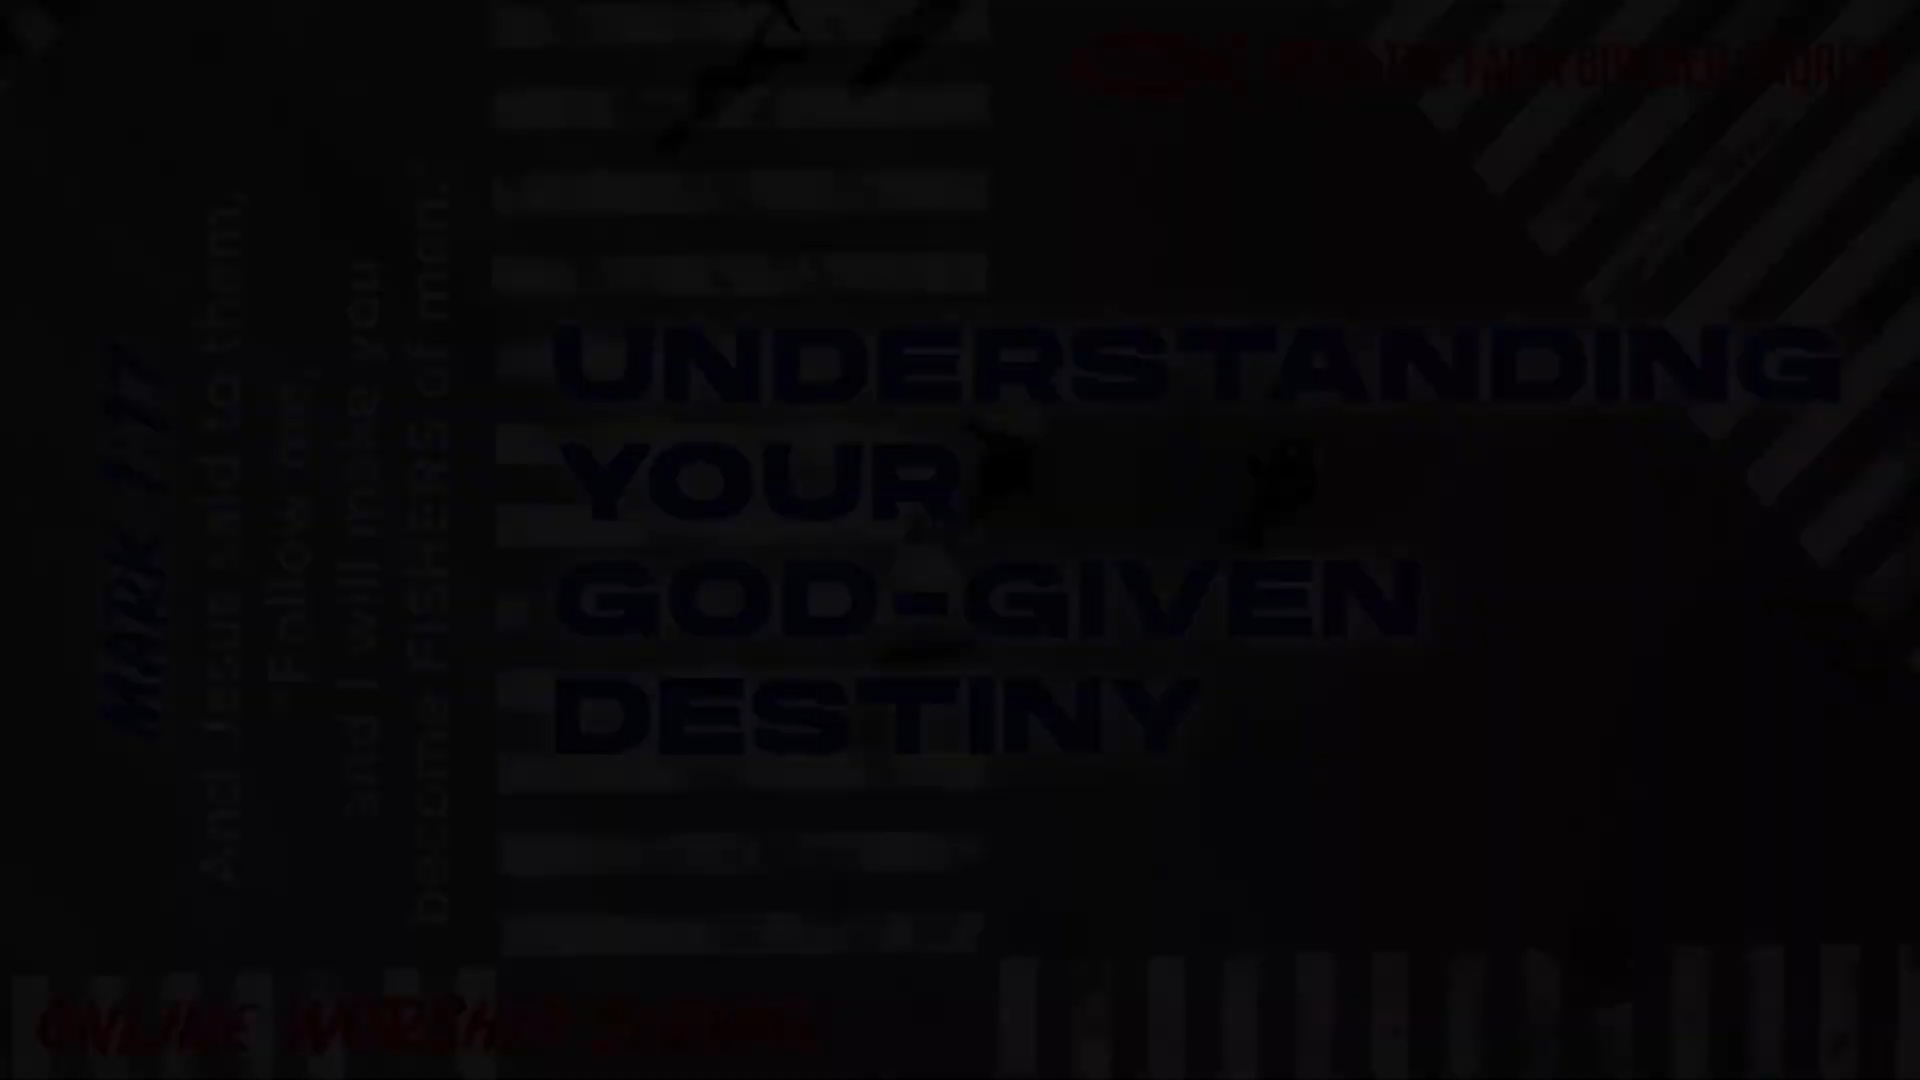 MARK 1:17
And Jesus said to them,
"Follow me,
and I will make you
become FISHERS of men.
UNDERSTANDING
YOUR
GOD-GIVEN
DESTINY
ONLINE WORSHIP